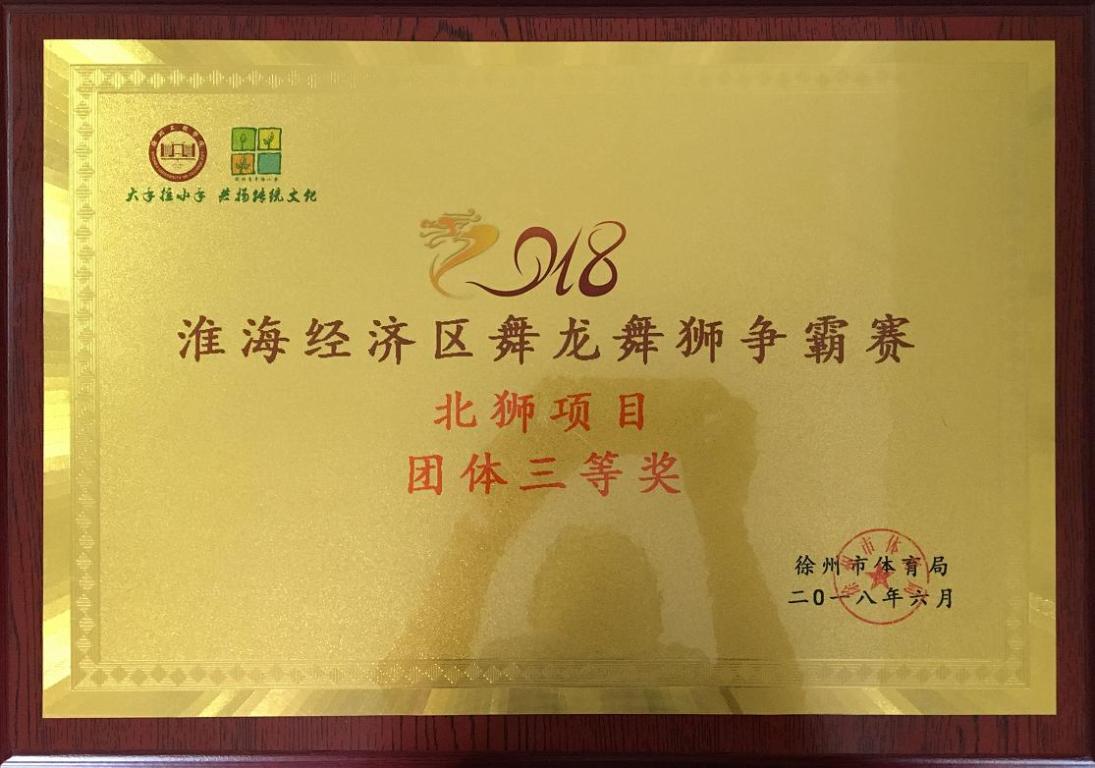 大手拉小手 共扬传统文化
2018
淮海经济区舞龙舞狮争霸赛
北狮项目
团体三等奖
徐州市体育局
二0一八年六月